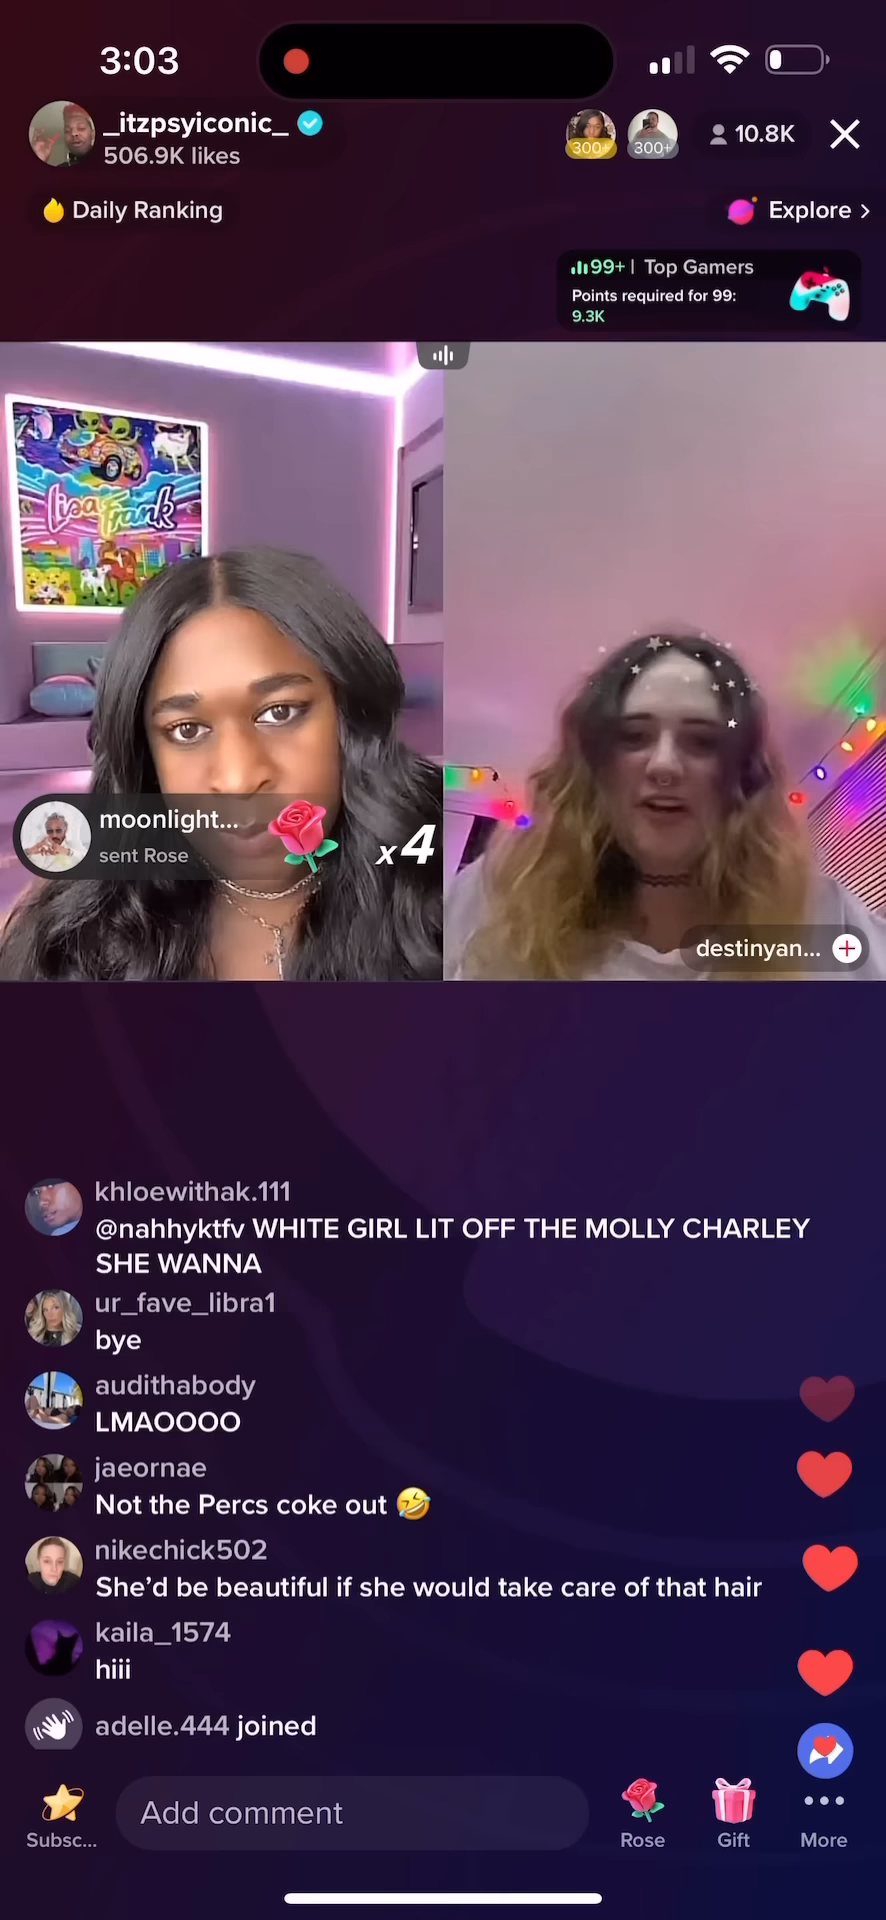 3:03
_itzpsyiconic_
506.9K likes
300+
300+
10.8K
Daily Ranking
Explore >
99+ | Top Gamers
Points required for 99:
9.3K
Lisa Frank
moonlight...
sent Rose
x4
destinyan...
khloewithak.111
@nahhyktfv WHITE GIRL LIT OFF THE MOLLY CHARLEY
SHE WANNA
ur_fave_libra1
bye
audithabody
LMAOOOO
jaeornae
Not the Percs coke out 🤣
nikechick502
She’d be beautiful if she would take care of that hair
kaila_1574
hiii
adelle.444 joined
Subsc...
Add comment
Rose
Gift
More